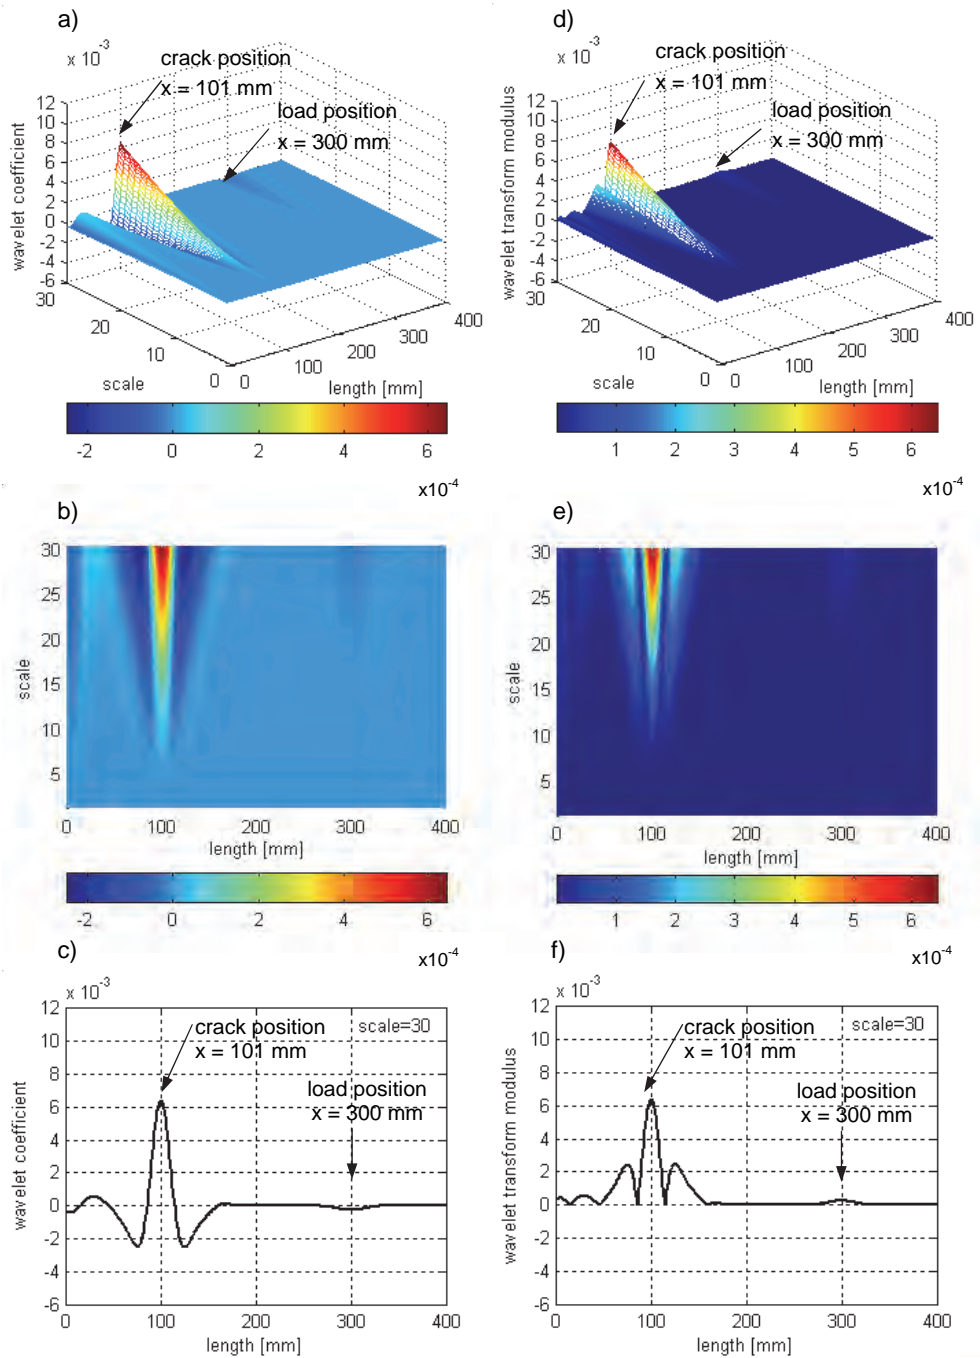 a)
x 10-3
crack position
x = 101 mm
load position
x = 300 mm
12
10
8
6
4
2
0
-2
-4
-6
wavelet coefficient
30
20
10
0
scale
0
100
200
300
400
length [mm]
-2 0 2 4 6
x10-4
d)
x 10-3
crack position
x = 101 mm
load position
x = 300 mm
12
10
8
6
4
2
0
-2
-4
-6
wavelet transform modulus
30
20
10
0
scale
0
100
200
300
400
length [mm]
1 2 3 4 5 6
x10-4
b)
30
25
20
15
10
5
scale
0 100 200 300 400
length [mm]
-2 0 2 4 6
x10-4
e)
30
25
20
15
10
5
scale
0 100 200 300 400
length [mm]
1 2 3 4 5 6
x10-4
c)
x 10-3
12
10
8
6
4
2
0
-2
-4
-6
wavelet coefficient
crack position
x = 101 mm
scale=30
load position
x = 300 mm
0 100 200 300 400
length [mm]
f)
x 10-3
12
10
8
6
4
2
0
-2
-4
-6
wavelet transform modulus
crack position
x = 101 mm
scale=30
load position
x = 300 mm
0 100 200 300 400
length [mm]